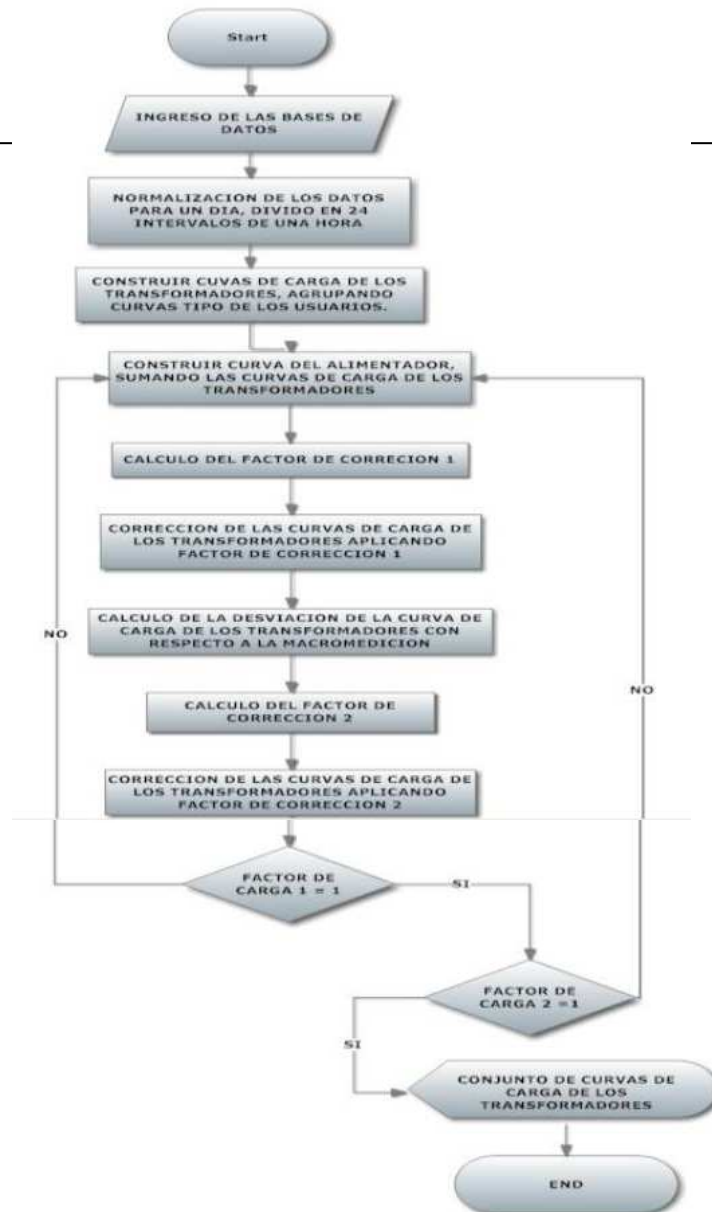 Start
INGRESO DE LAS BASES DE
DATOS
NORMALIZACION DE LOS DATOS
PARA UN DIA, DIVIDO EN 24
INTERVALOS DE UNA HORA
CONSTRUIR CUVAS DE CARGA DE LOS
TRANSFORMADORES, AGRUPANDO
CURVAS TIPO DE LOS USUARIOS.
CONSTRUIR CURVA DEL ALIMENTADOR,
SUMANDO LAS CURVAS DE CARGA DE LOS
TRANSFORMADORES
CALCULO DEL FACTOR DE CORRECION 1
CORRECCION DE LAS CURVAS DE CARGA DE
LOS TRANSFORMADORES APLICANDO
FACTOR DE CORRECCION 1
CALCULO DE LA DESVIACION DE LA CURVA DE
CARGA DE LOS TRANSFORMADORES CON
RESPECTO A LA MACROMEDICION
NO
NO
CALCULO DEL FACTOR DE
CORRECCION 2
CORRECCION DE LAS CURVAS DE CARGA DE
LOS TRANSFORMADORES APLICANDO
FACTOR DE CORRECCION 2
FACTOR DE
CARGA 1 = 1
SI
FACTOR DE
CARGA 2 =1
SI
CONJUNTO DE CURVAS DE
CARGA DE LOS
TRANSFORMADORES
END